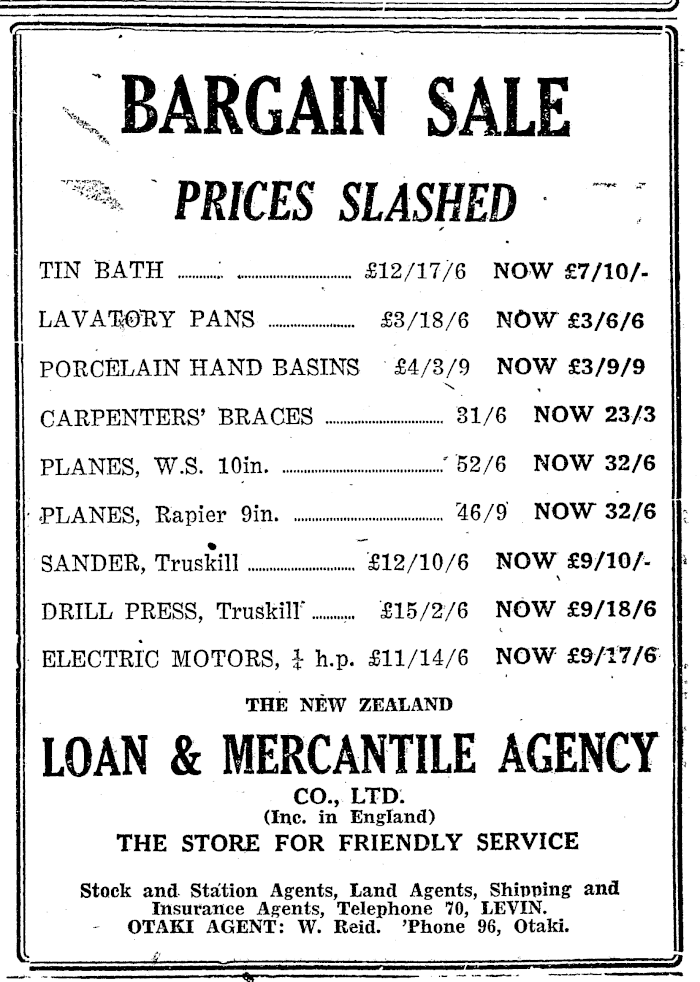 BARGAIN SALE
PRICES SLASHED
TIN BATH ........... ............................. £12/17/6 NOW £7/10/-
LAVATORY PANS ...................... £3/18/6 NOW £3/6/6
PORCELAIN HAND BASINS £4/3/9 NOW £3/9/9
CARPENTERS' BRACES .............................. 31/6 NOW 23/3
PLANES, W.S. 10in. ......................................... 52/6 NOW 32/6
PLANES, Rapier 9in. ...................................... 46/9 NOW 32/6
SANDER, Truskill ............................ £12/10/6 NOW £9/10/-
DRILL PRESS, Truskill ........... £15/2/6 NOW £9/18/6
ELECTRIC MOTORS, ¼ h.p. £11/14/6 NOW £9/17/6
THE NEW ZEALAND
LOAN & MERCANTILE AGENCY
CO., LTD.
(Inc. in England)
THE STORE FOR FRIENDLY SERVICE
Stock and Station Agents, Land Agents, Shipping and
Insurance Agents, Telephone 70, LEVIN.
OTAKI AGENT: W. Reid. 'Phone 96, Otaki.